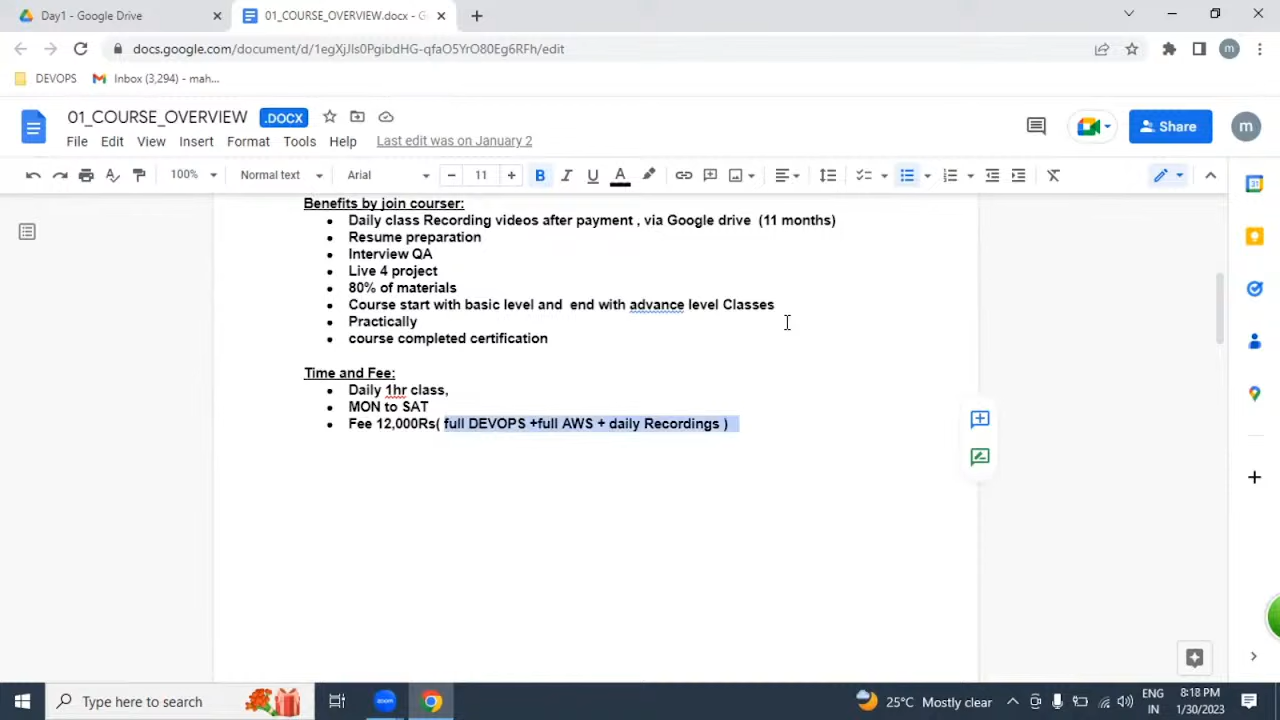 Day1 - Google Drive
01_COURSE_OVERVIEW.docx - G
docs.google.com/document/d/1egXjJls0PgibdHG-qfaO5YrO80Eg6RFh/edit
m
DEVOPS
Inbox (3,294) - mah...
01_COURSE_OVERVIEW
.DOCX
File Edit View Insert Format Tools Help Last edit was on January 2
Share
m
100% Normal text Arial 11 B I U A
Benefits by join courser:
• Daily class Recording videos after payment , via Google drive (11 months)
• Resume preparation
• Interview QA
• Live 4 project
• 80% of materials
• Course start with basic level and end with advance level Classes
• Practically
• course completed certification
Time and Fee:
• Daily 1hr class,
• MON to SAT
• Fee 12,000Rs( full DEVOPS +full AWS + daily Recordings )
31
zoom
Type here to search
25°C Mostly clear
ENG
IN
8:18 PM
1/30/2023